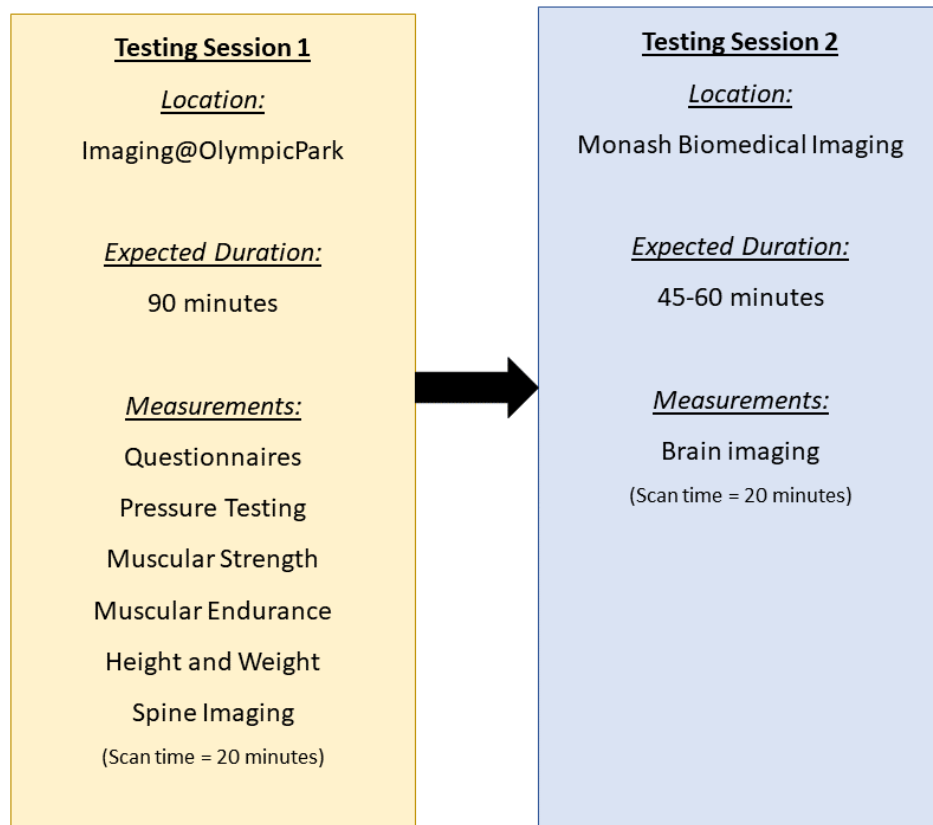 Testing Session 1
Location:
Imaging@OlympicPark
Expected Duration:
90 minutes
Measurements:
Questionnaires
Pressure Testing
Muscular Strength
Muscular Endurance
Height and Weight
Spine Imaging
(Scan time = 20 minutes)
Testing Session 2
Location:
Monash Biomedical Imaging
Expected Duration:
45-60 minutes
Measurements:
Brain imaging
(Scan time = 20 minutes)